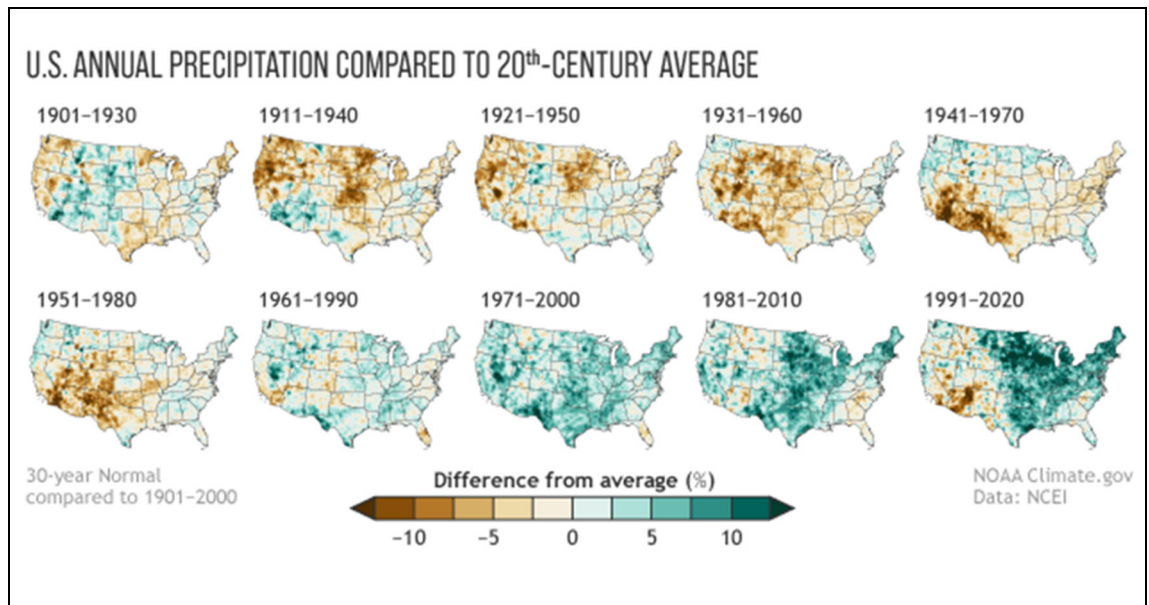 U.S. ANNUAL PRECIPITATION COMPARED TO 20th-CENTURY AVERAGE
1901–1930
1911–1940
1921–1950
1931–1960
1941–1970
1951–1980
1961–1990
1971–2000
1981–2010
1991–2020
30-year Normal
compared to 1901–2000
Difference from average (%)
−10
−5
0
5
10
NOAA Climate.gov
Data: NCEI